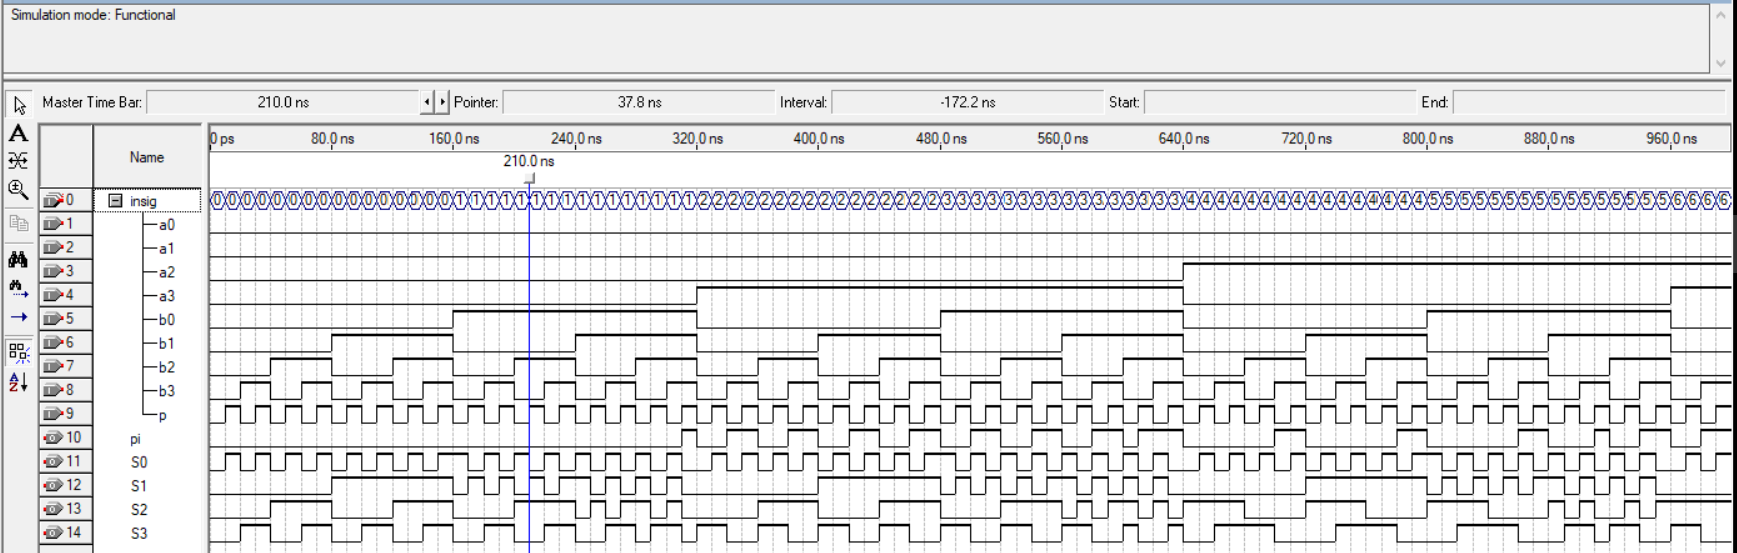 Simulation mode: Functional
Master Time Bar: 210.0 ns Pointer: 37.8 ns Interval: -172.2 ns Start: End:
Name
0 ps 80.0 ns 160.0 ns 240.0 ns 320.0 ns 400.0 ns 480.0 ns 560.0 ns 640.0 ns 720.0 ns 800.0 ns 880.0 ns 960.0 ns
210.0 ns
0 insig
1 a0
2 a1
3 a2
4 a3
5 b0
6 b1
7 b2
8 b3
9 p
10 pi
11 S0
12 S1
13 S2
14 S3